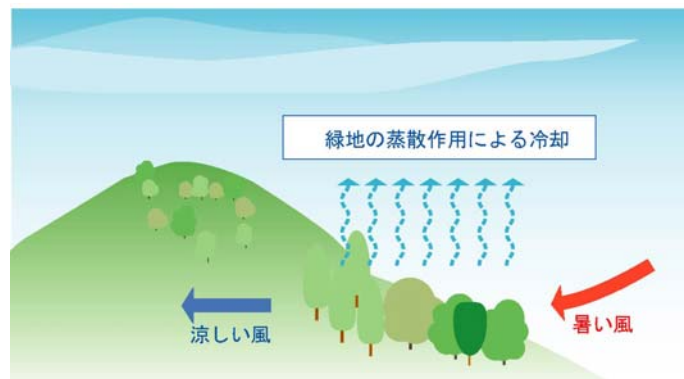 緑地の蒸散作用による冷却
涼しい風
暑い風